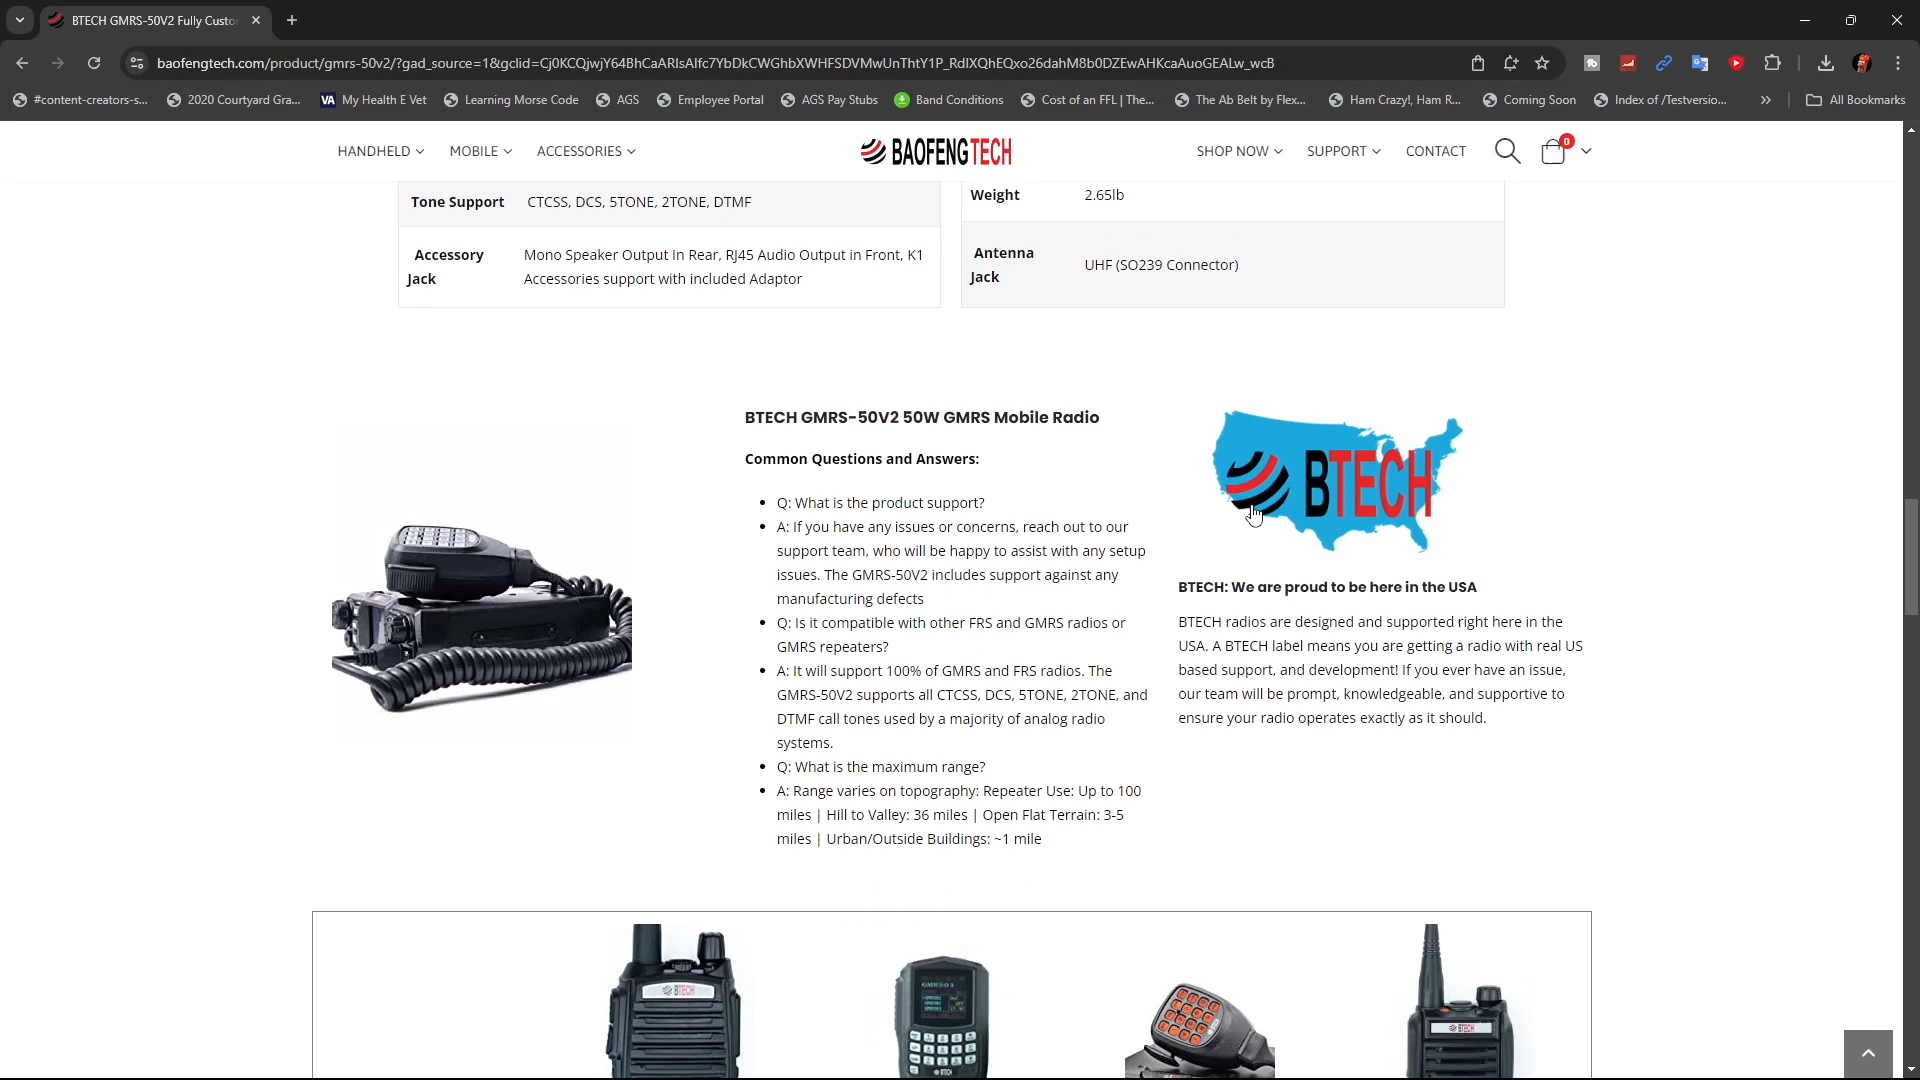 BTECH GMRS-50V2 Fully Custo
baofengtech.com/product/gmrs-50v2/?gad_source=1&gclid=Cj0KCQjwjY64BhCaARIsAIfc7YbDkCWGhbXWHFSDVMwUnThtY1P_RdIXQhEQxo26dahM8b0DZEwAHKcaAuoGEALw_wcB
#content-creators-s... 2020 Courtyard Gra... VA My Health E Vet Learning Morse Code AGS Employee Portal AGS Pay Stubs Band Conditions Cost of an FFL | The... The Ab Belt by Flex... Ham Crazy!, Ham R... Coming Soon Index of /Testversio... » All Bookmarks
HANDHELD MOBILE ACCESSORIES BAOFENGTECH SHOP NOW SUPPORT CONTACT 0
Tone Support CTCSS, DCS, 5TONE, 2TONE, DTMF
Accessory Jack
Mono Speaker Output In Rear, RJ45 Audio Output in Front, K1
Accessories support with included Adaptor
Weight 2.65lb
Antenna Jack
UHF (SO239 Connector)
BTECH GMRS-50V2 50W GMRS Mobile Radio
Common Questions and Answers:
• Q: What is the product support?
• A: If you have any issues or concerns, reach out to our
support team, who will be happy to assist with any setup
issues. The GMRS-50V2 includes support against any
manufacturing defects
• Q: Is it compatible with other FRS and GMRS radios or
GMRS repeaters?
• A: It will support 100% of GMRS and FRS radios. The
GMRS-50V2 supports all CTCSS, DCS, 5TONE, 2TONE, and
DTMF call tones used by a majority of analog radio
systems.
• Q: What is the maximum range?
• A: Range varies on topography: Repeater Use: Up to 100
miles | Hill to Valley: 36 miles | Open Flat Terrain: 3-5
miles | Urban/Outside Buildings: ~1 mile
BTECH
BTECH: We are proud to be here in the USA
BTECH radios are designed and supported right here in the
USA. A BTECH label means you are getting a radio with real US
based support, and development! If you ever have an issue,
our team will be prompt, knowledgeable, and supportive to
ensure your radio operates exactly as it should.
BTECH
BTECH
BTECH